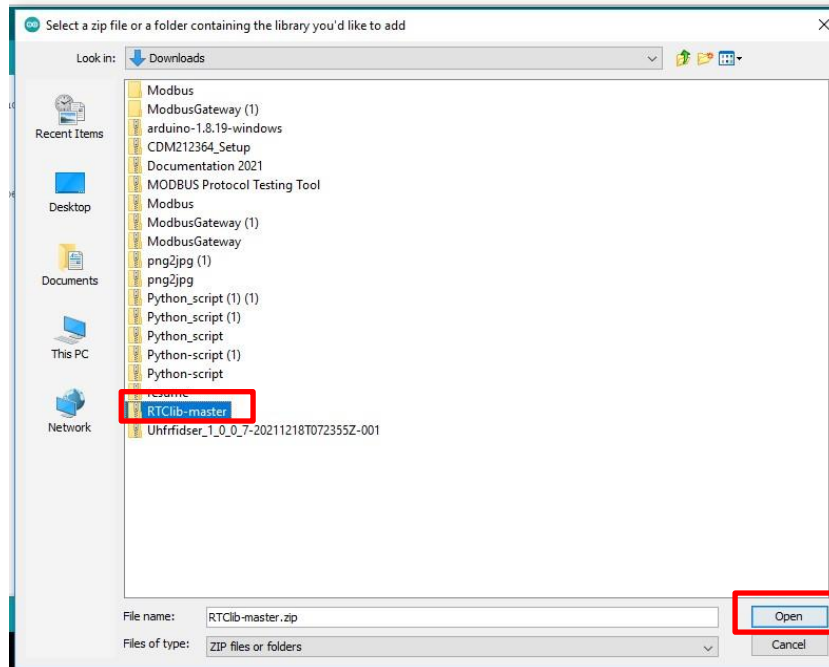 Select a zip file or a folder containing the library you'd like to add
Look in: Downloads
Recent Items
Desktop
Documents
This PC
Network
Modbus
ModbusGateway (1)
arduino-1.8.19-windows
CDM212364_Setup
Documentation 2021
MODBUS Protocol Testing Tool
Modbus
ModbusGateway (1)
ModbusGateway
png2jpg (1)
png2jpg
Python_script (1) (1)
Python_script (1)
Python_script
Python-script (1)
Python-script
resume
RTClib-master
Uhfrfidser_1_0_0_7-20211218T072355Z-001
File name: RTClib-master.zip Open
Files of type: ZIP files or folders Cancel